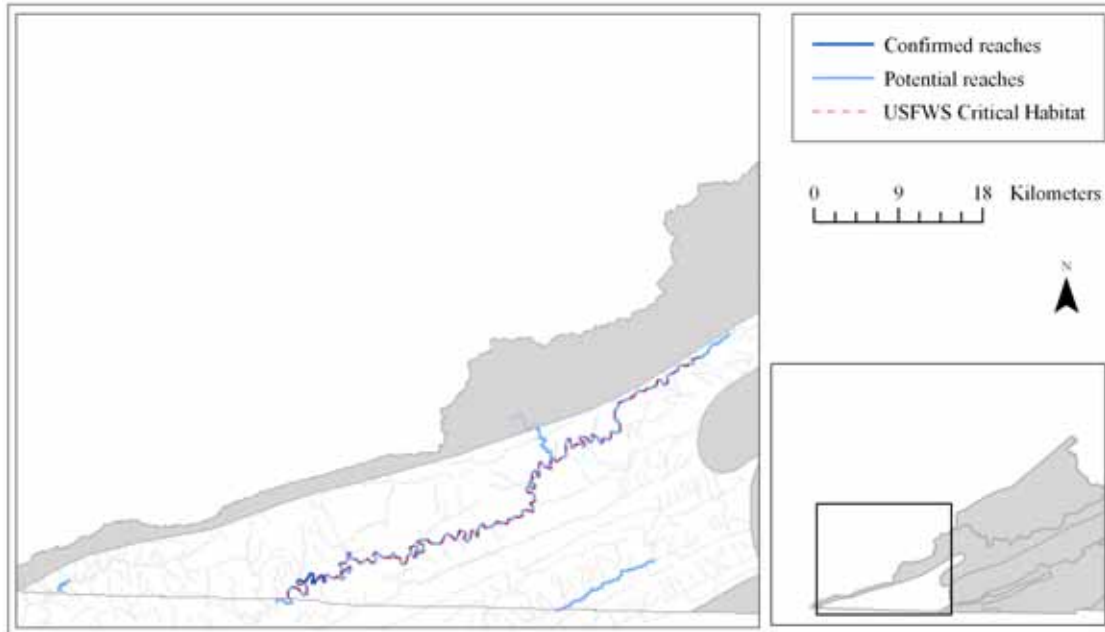 Confirmed reaches
Potential reaches
USFWS Critical Habitat
0 9 18 Kilometers
N